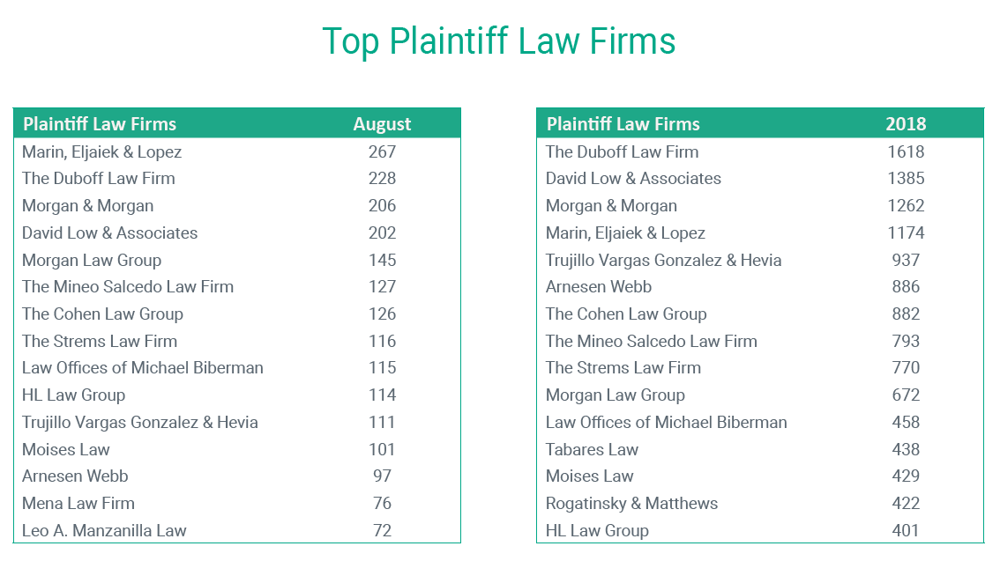 Top Plaintiff Law Firms
Plaintiff Law Firms August
Marin, Eljaiek & Lopez 267
The Duboff Law Firm 228
Morgan & Morgan 206
David Low & Associates 202
Morgan Law Group 145
The Mineo Salcedo Law Firm 127
The Cohen Law Group 126
The Strems Law Firm 116
Law Offices of Michael Biberman 115
HL Law Group 114
Trujillo Vargas Gonzalez & Hevia 111
Moises Law 101
Arnesen Webb 97
Mena Law Firm 76
Leo A. Manzanilla Law 72
Plaintiff Law Firms 2018
The Duboff Law Firm 1618
David Low & Associates 1385
Morgan & Morgan 1262
Marin, Eljaiek & Lopez 1174
Trujillo Vargas Gonzalez & Hevia 937
Arnesen Webb 886
The Cohen Law Group 882
The Mineo Salcedo Law Firm 793
The Strems Law Firm 770
Morgan Law Group 672
Law Offices of Michael Biberman 458
Tabares Law 438
Moises Law 429
Rogatinsky & Matthews 422
HL Law Group 401